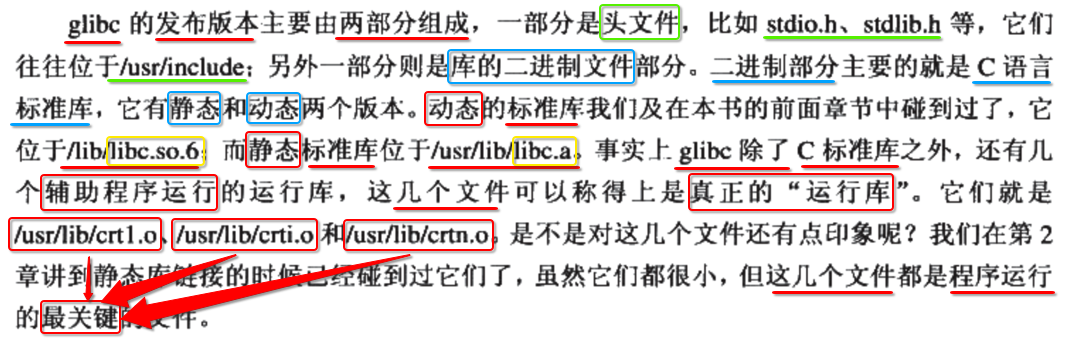 glibc 的发布版本主要由两部分组成，一部分是头文件，比如 stdio.h、stdlib.h 等，它们
往往位于/usr/include；另外一部分则是库的二进制文件部分。二进制部分主要的就是 C 语言
标准库，它有静态和动态两个版本。动态的标准库我们及在本书的前面章节中碰到过了，它
位于/lib/libc.so.6；而静态标准库位于/usr/lib/libc.a。事实上 glibc 除了 C 标准库之外，还有几
个辅助程序运行的运行库，这几个文件可以称得上是真正的“运行库”。它们就是
/usr/lib/crt1.o、/usr/lib/crti.o 和/usr/lib/crtn.o。是不是对这几个文件还有点印象呢？我们在第 2
章讲到静态库链接的时候已经碰到过它们了，虽然它们都很小，但这几个文件都是程序运行
的最关键的文件。